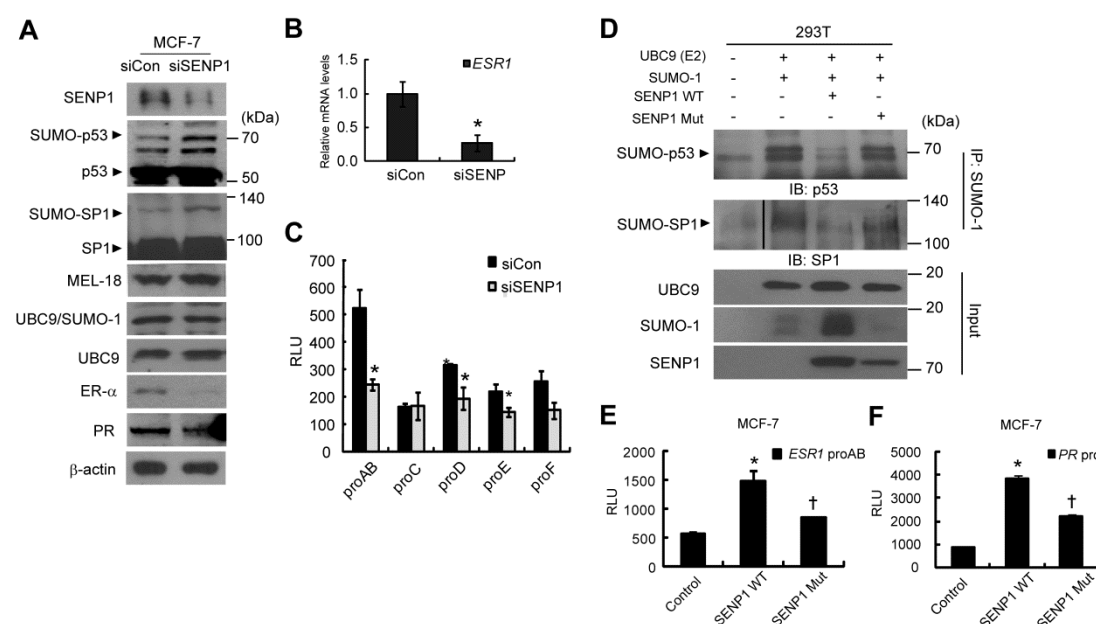 A
MCF-7
siCon siSENP1
SENP1
(kDa)
SUMO-p53
70
p53
50
140
SUMO-SP1
100
SP1
MEL-18
UBC9/SUMO-1
UBC9
ER-α
PR
β-actin
B
Relative mRNA levels
1.5
1.0
0.5
0.0
ESR1
*
siCon siSENP
C
RLU
700
600
500
400
300
200
100
0
siCon
siSENP1
* * * *
proAB proC proD proE proF
D
293T
UBC9 (E2) - + + +
SUMO-1 - + + +
SENP1 WT - - + -
SENP1 Mut - - - +
(kDa)
SUMO-p53
70
IB: p53
140
SUMO-SP1
100
IB: SP1
IP: SUMO-1
20
UBC9
20
SUMO-1
SENP1
70
Input
E
MCF-7
RLU
2000
1500
1000
500
0
ESR1 proAB
* †
Control SENP1 WT SENP1 Mut
F
MCF-7
RLU
5000
4000
3000
2000
1000
0
PR pro
* †
Control SENP1 WT SENP1 Mut